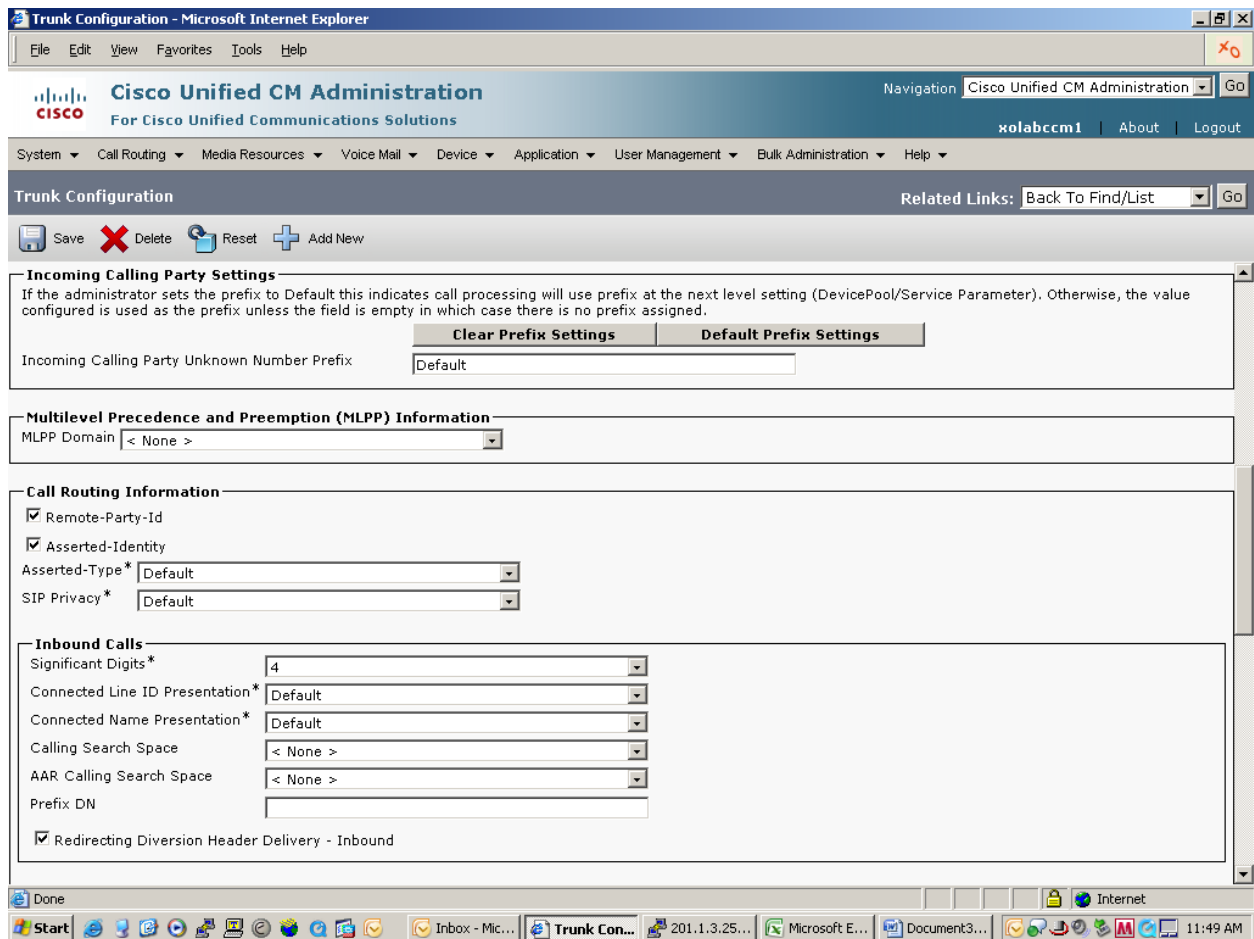 Trunk Configuration - Microsoft Internet Explorer
File Edit View Favorites Tools Help
CISCO
Cisco Unified CM Administration
For Cisco Unified Communications Solutions
Navigation Cisco Unified CM Administration Go
xolabccm1 | About | Logout
System Call Routing Media Resources Voice Mail Device Application User Management Bulk Administration Help
Trunk Configuration
Related Links: Back To Find/List Go
Save Delete Reset Add New
Incoming Calling Party Settings
If the administrator sets the prefix to Default this indicates call processing will use prefix at the next level setting (DevicePool/Service Parameter). Otherwise, the value
configured is used as the prefix unless the field is empty in which case there is no prefix assigned.
Clear Prefix Settings Default Prefix Settings
Incoming Calling Party Unknown Number Prefix Default
Multilevel Precedence and Preemption (MLPP) Information
MLPP Domain < None >
Call Routing Information
Remote-Party-Id
Asserted-Identity
Asserted-Type* Default
SIP Privacy* Default
Inbound Calls
Significant Digits* 4
Connected Line ID Presentation* Default
Connected Name Presentation* Default
Calling Search Space < None >
AAR Calling Search Space < None >
Prefix DN
Redirecting Diversion Header Delivery - Inbound
Done
Internet
Start Inbox - Mic... Trunk Con... 201.1.3.25... Microsoft E... Document3... 11:49 AM